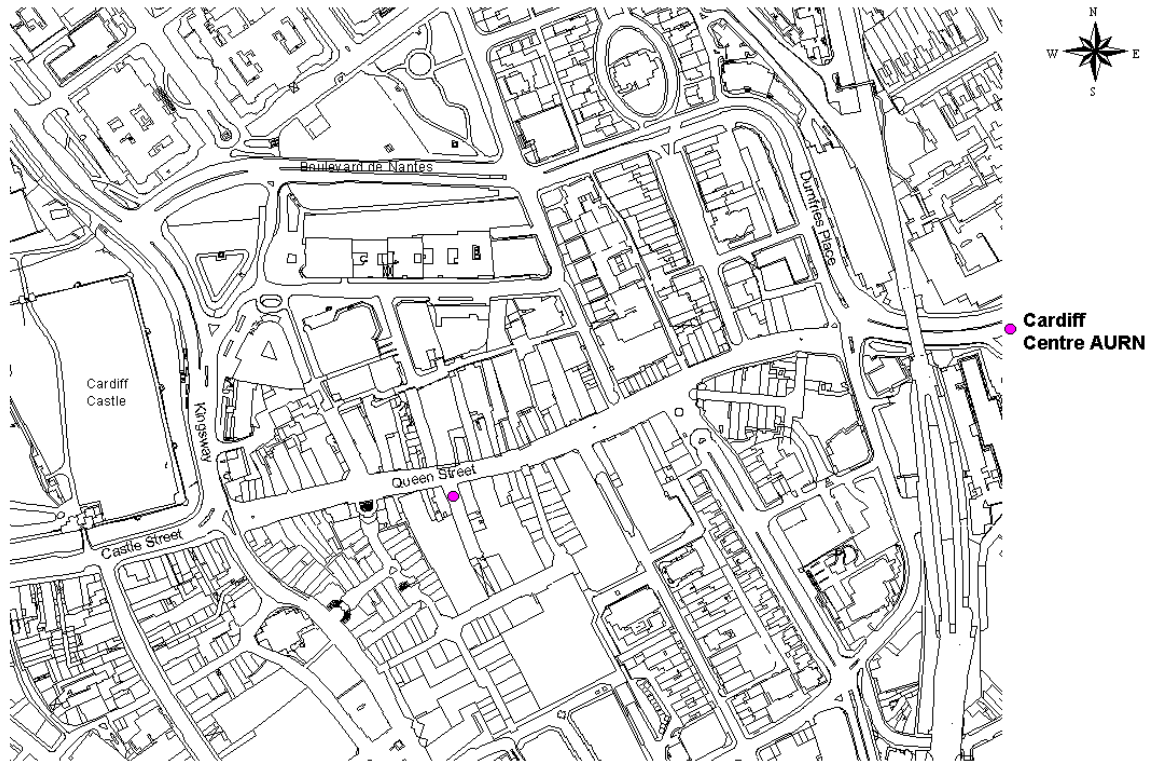 N
W E
S
Boulevard de Nantes
Dumfries Place
Cardiff
Centre AURN
Cardiff
Castle
Kingsway
Queen Street
Castle Street